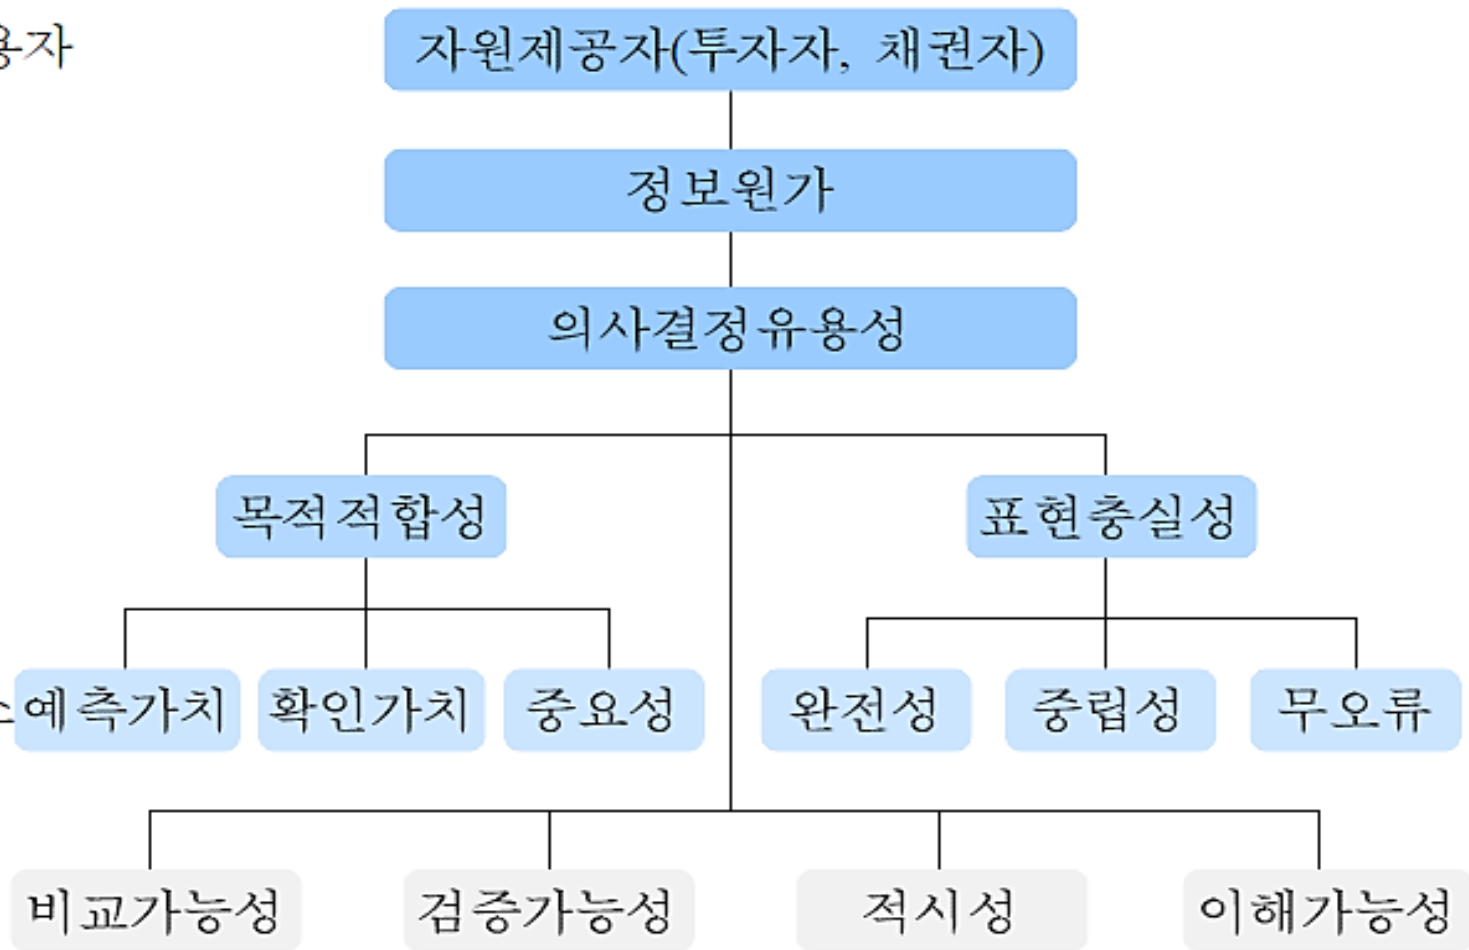 용자
자원제공자(투자자, 채권자)
정보원가
의사결정유용성
목적적합성
표현충실성
예측가치
확인가치
중요성
완전성
중립성
무오류
비교가능성
검증가능성
적시성
이해가능성